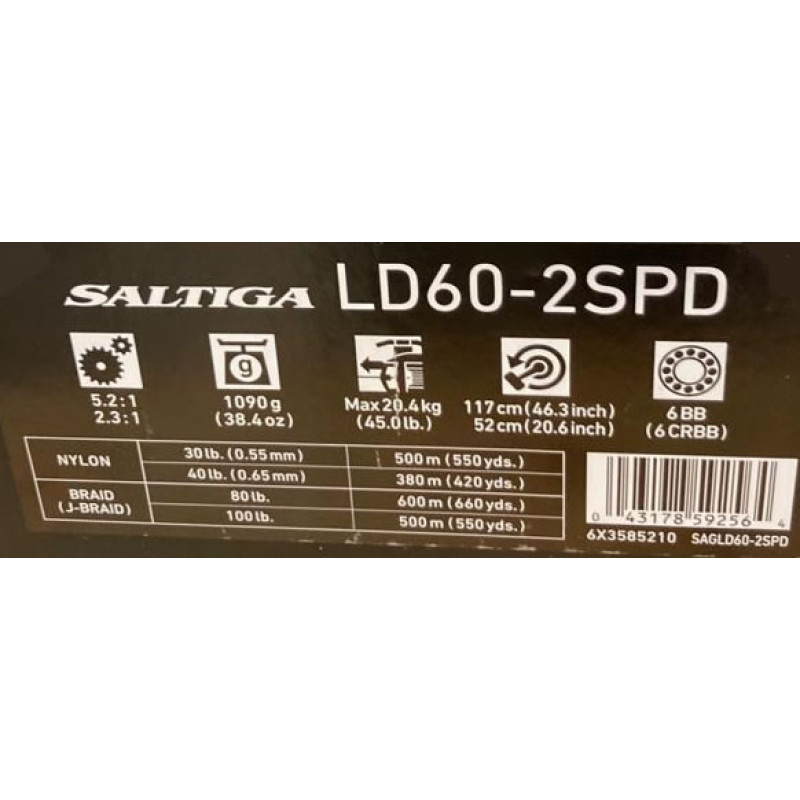 SALTIGA LD60-2SPD
g
5.2:1
2.3:1
1090g
(38.4oz)
Max20.4kg
(45.0lb.)
117cm(46.3inch)
52cm(20.6inch)
6BB
(6CRBB)
NYLON
30lb.(0.55mm) 500m(550yds.)
40lb.(0.65mm) 380m(420yds.)
BRAID
(J-BRAID)
80lb. 600m(660yds.)
100lb. 500m(550yds.)
0 43178 59256 4
6X3585210 SAGLD60-2SPD